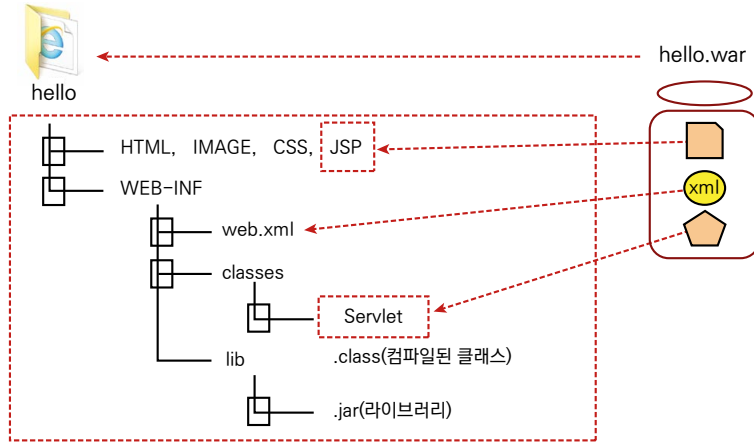 hello
hello.war
HTML, IMAGE, CSS, JSP
WEB-INF
xml
web.xml
classes
Servlet
lib
.class(컴파일된 클래스)
.jar(라이브러리)